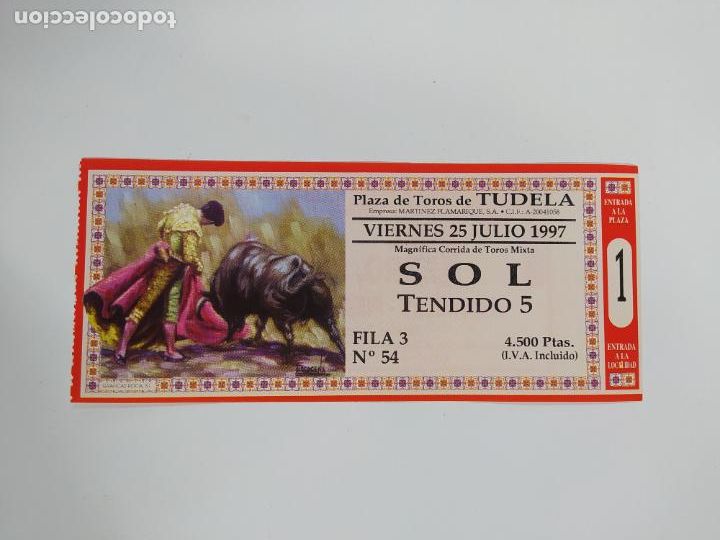 todocoleccion
Plaza de Toros de TUDELA
Empresa: MARTINEZ FLAMARIQUE, S.A. • C.I.F.: A-20041058
VIERNES 25 JULIO 1997
Magnífica Corrida de Toros Mixta
SOL
TENDIDO 5
FILA 3
Nº 54
4.500 Ptas.
(I.V.A. Incluido)
ENTRADA
A LA
PLAZA
1
ENTRADA
A LA
LOCALIDAD